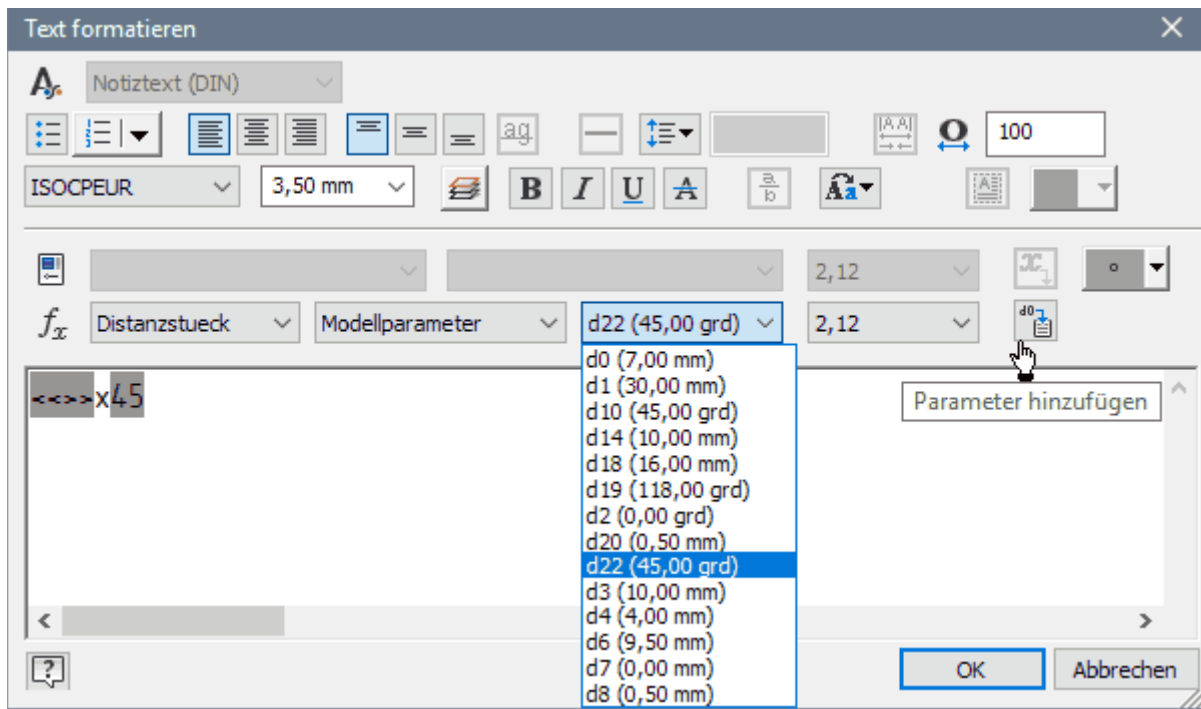 Text formatieren
Notiztext (DIN)
ag
A,A
100
ISOCPEUR
3,50 mm
B I U A
a
b
Aa
A
x
2,12
°
fx Distanzstueck Modellparameter d22 (45,00 grd) 2,12
d0
<<>>x45
d0 (7,00 mm)
d1 (30,00 mm)
d10 (45,00 grd)
d14 (10,00 mm)
d18 (16,00 mm)
d19 (118,00 grd)
d2 (0,00 grd)
d20 (0,50 mm)
d22 (45,00 grd)
d3 (10,00 mm)
d4 (4,00 mm)
d6 (9,50 mm)
d7 (0,00 mm)
d8 (0,50 mm)
Parameter hinzufügen
?
OK Abbrechen